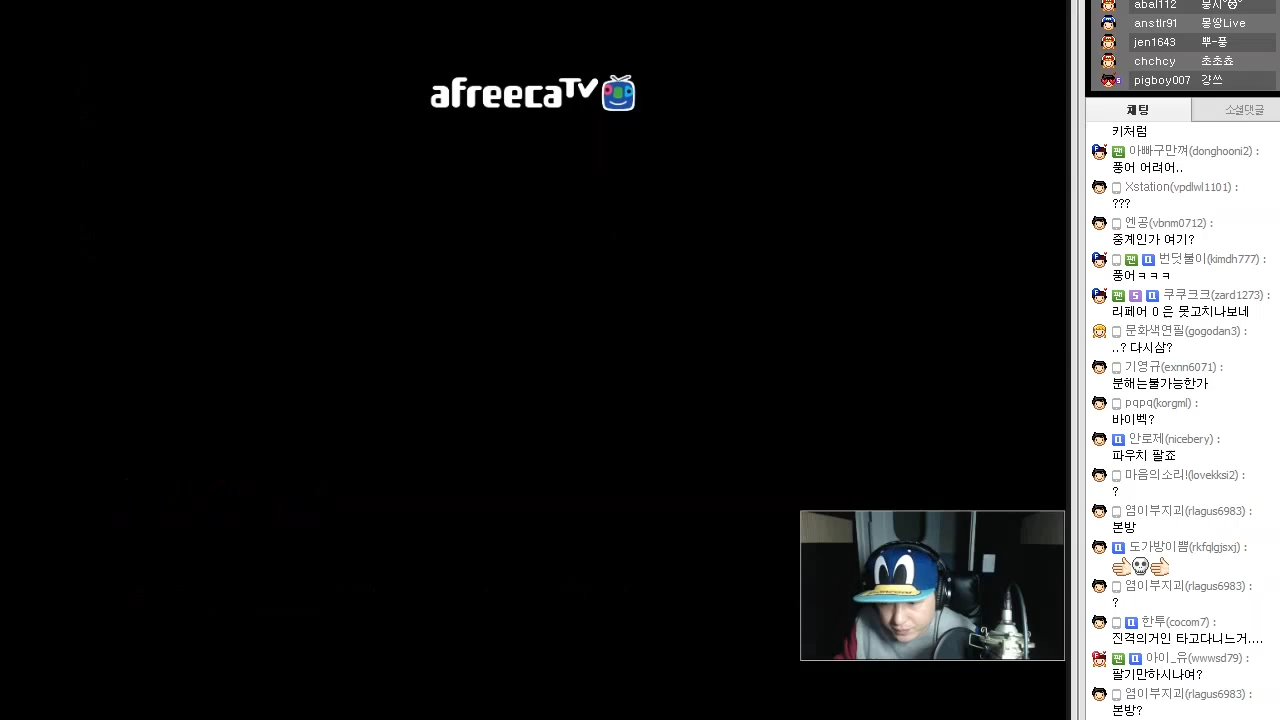 afreecaTV
abal112 몽시
anstlr91 몽땅Live
jen1643 뿌-풍
chchcy 초초쵸
pigboy007 강쓰
채팅 소셜댓글
키처럼
팬 아빠구만껴(donghooni2) :
풍어 어려어..
Xstation(vpdlwl1101) :
???
엔공(vbnm0712) :
중계인가 여기?
팬 번덧불이(kimdh777) :
풍어ㅋㅋㅋ
팬 S 쿠쿠크크(zard1273) :
리페어 0 은 못고치나보네
문화색연필(gogodan3) :
..? 다시삼?
기영규(exnn6071) :
분해는불가능한가
pqpq(korgml) :
바이벡?
안로제(nicebery) :
파우치 팔죠
마음의소리!(lovekksi2) :
?
염이부지괴(rlagus6983) :
본방
도가방이쁨(rkfqlgjsxj) :
염이부지괴(rlagus6983) :
?
한투(cocom7) :
진격의거인 타고다니느거....
팬 아이_유(wwwsd79) :
팔기만하시나여?
염이부지괴(rlagus6983) :
본방?